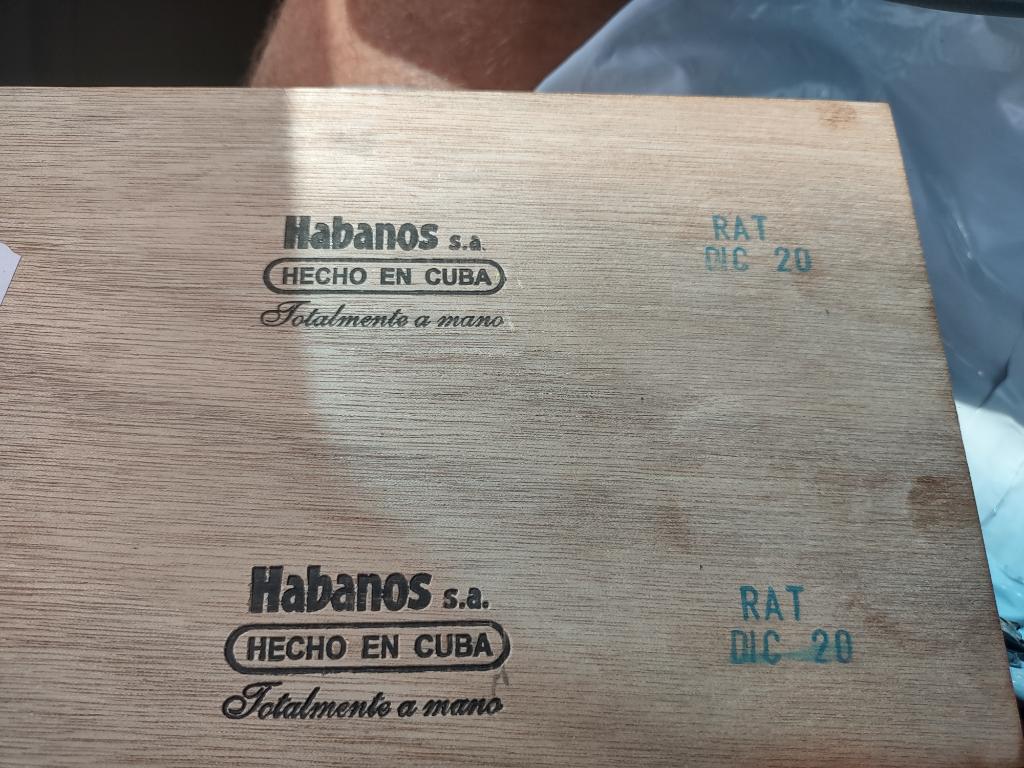 Habanos s.a.
HECHO EN CUBA
Totalmente a mano
RAT
DIC 20
Habanos s.a.
HECHO EN CUBA
Totalmente a mano
RAT
DIC 20